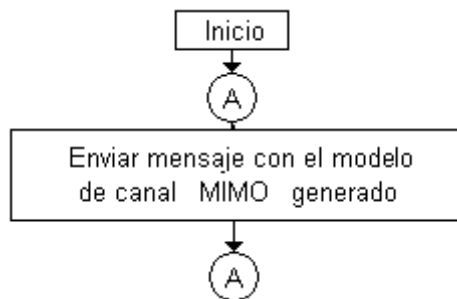 Inicio
A
Enviar mensaje con el modelo
de canal MIMO generado
A